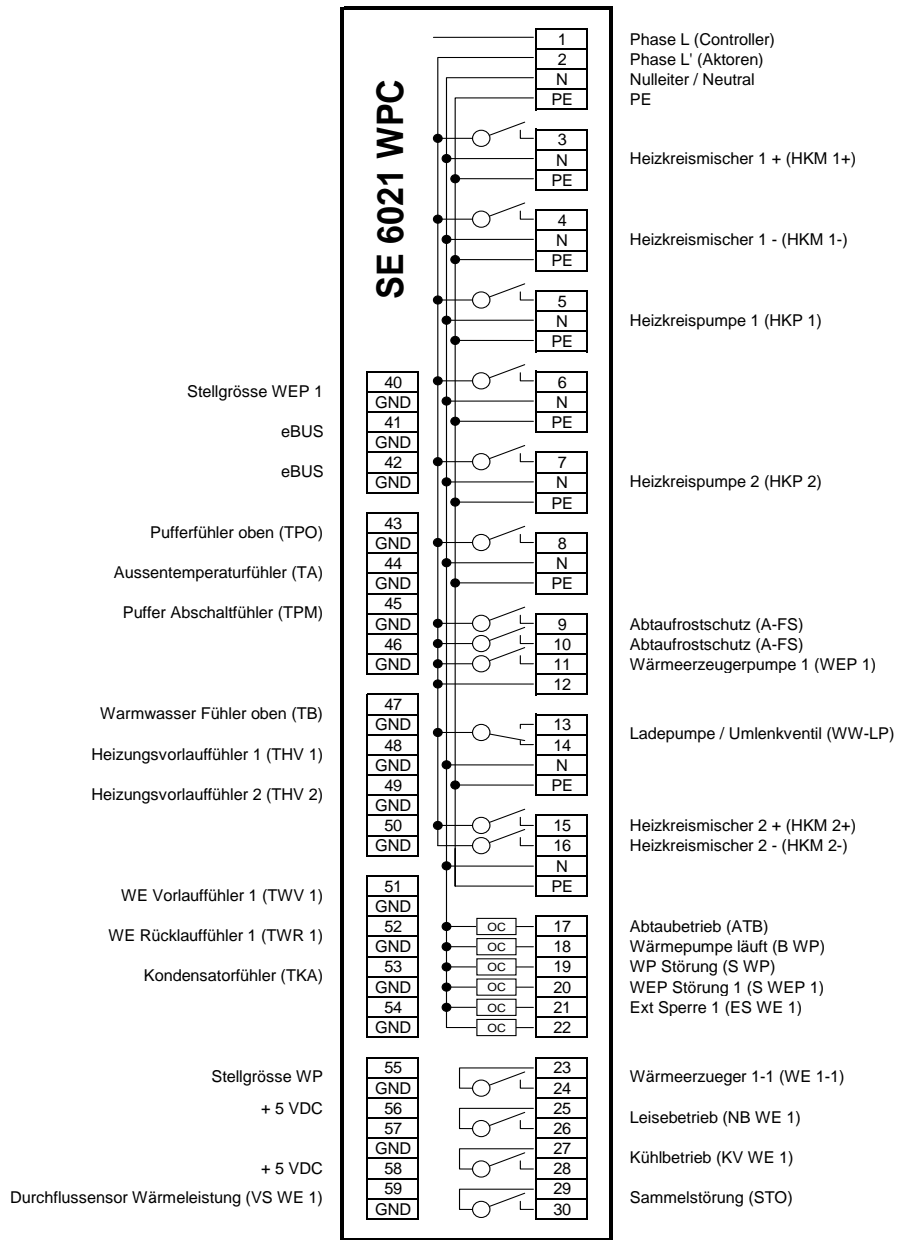 SE 6021 WPC
1 Phase L (Controller)
2 Phase L' (Aktoren)
N Nulleiter / Neutral
PE PE
3
N Heizkreismischer 1 + (HKM 1+)
PE
4
N Heizkreismischer 1 - (HKM 1-)
PE
5
N Heizkreispumpe 1 (HKP 1)
PE
6
N
PE
7
N Heizkreispumpe 2 (HKP 2)
PE
8
N
PE
9 Abtaufrostschutz (A-FS)
10 Abtaufrostschutz (A-FS)
11 Wärmeerzeugerpumpe 1 (WEP 1)
12
13
Ladepumpe / Umlenkventil (WW-LP)
14
N
PE
15 Heizkreismischer 2 + (HKM 2+)
16 Heizkreismischer 2 - (HKM 2-)
N
PE
OC 17 Abtaubetrieb (ATB)
OC 18 Wärmepumpe läuft (B WP)
OC 19 WP Störung (S WP)
OC 20 WEP Störung 1 (S WEP 1)
OC 21 Ext Sperre 1 (ES WE 1)
OC 22
23
Wärmeerzueger 1-1 (WE 1-1)
24
25
Leisebetrieb (NB WE 1)
26
27
Kühlbetrieb (KV WE 1)
28
29
Sammelstörung (STO)
30
40
Stellgrösse WEP 1
GND
41
eBUS
GND
42
eBUS
GND
43
Pufferfühler oben (TPO)
GND
44
Aussentemperaturfühler (TA)
GND
45
Puffer Abschaltfühler (TPM)
GND
46
GND
47
Warmwasser Fühler oben (TB)
GND
48
Heizungsvorlauffühler 1 (THV 1)
GND
49
Heizungsvorlauffühler 2 (THV 2)
GND
50
GND
51
WE Vorlauffühler 1 (TWV 1)
GND
52
WE Rücklauffühler 1 (TWR 1)
GND
53
Kondensatorfühler (TKA)
GND
54
GND
55
Stellgrösse WP
GND
+ 5 VDC 56
57
GND
+ 5 VDC 58
59
Durchflussensor Wärmeleistung (VS WE 1)
GND